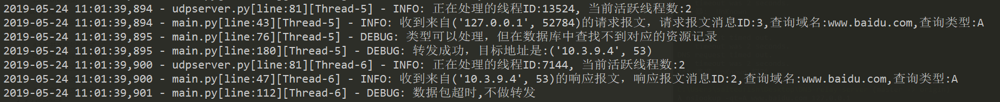 2019-05-24 11:01:39,894 - udpserver.py[line:81][Thread-5] - INFO: 正在处理的线程ID:13524, 当前活跃线程数:2
2019-05-24 11:01:39,894 - main.py[line:43][Thread-5] - INFO: 收到来自('127.0.0.1', 52784)的请求报文，请求报文消息ID:3,查询域名:www.baidu.com,查询类型:A
2019-05-24 11:01:39,895 - main.py[line:76][Thread-5] - DEBUG: 类型可以处理，但在数据库中查找不到对应的资源记录
2019-05-24 11:01:39,895 - main.py[line:180][Thread-5] - DEBUG: 转发成功，目标地址是:('10.3.9.4', 53)
2019-05-24 11:01:39,900 - udpserver.py[line:81][Thread-6] - INFO: 正在处理的线程ID:7144, 当前活跃线程数:2
2019-05-24 11:01:39,900 - main.py[line:47][Thread-6] - INFO: 收到来自('10.3.9.4', 53)的响应报文，响应报文消息ID:2,查询域名:www.baidu.com,查询类型:A
2019-05-24 11:01:39,901 - main.py[line:112][Thread-6] - DEBUG: 数据包超时,不做转发